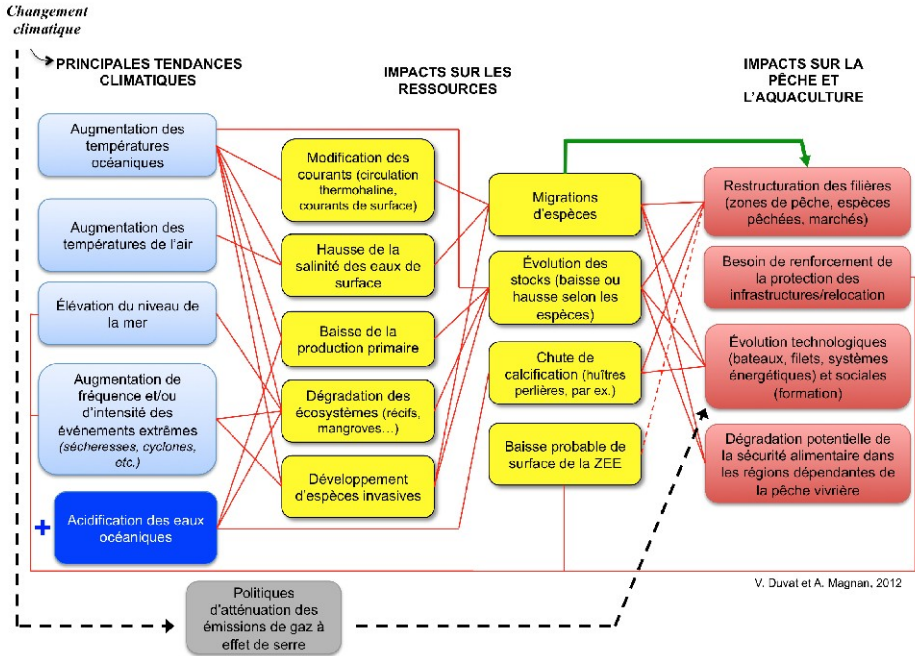 Changement
climatique
PRINCIPALES TENDANCES
CLIMATIQUES
IMPACTS SUR LES
RESSOURCES
IMPACTS SUR LA
PÊCHE ET
L'AQUACULTURE
Augmentation des
températures
océaniques
Augmentation
des températures de l'air
Élévation du niveau de
la mer
Augmentation de
fréquence et/ou
d'intensité des
événements extrêmes
(sécheresses, cyclones,
etc.)
+
Acidification des eaux
océaniques
Modification des
courants (circulation
thermohaline,
courants de surface)
Hausse de la
salinité des eaux de
surface
Baisse de la
production primaire
Dégradation des
écosystèmes (récifs,
mangroves...)
Développement
d'espèces invasives
Migrations
d'espèces
Évolution des
stocks (baisse ou
hausse selon les
espèces)
Chute de
calcification (huîtres
perlières, par ex.)
Baisse probable de
surface de la ZEE
Restructuration des filières
(zones de pêche, espèces
pêchées, marchés)
Besoin de renforcement de
la protection des
infrastructures/relocation
Évolution technologiques
(bateaux, filets, systèmes
énergétiques) et sociales
(formation)
Dégradation potentielle de
la sécurité alimentaire dans
les régions dépendantes de
la pêche vivrière
V. Duvat et A. Magnan, 2012
Politiques
d'atténuation des
émissions de gaz à
effet de serre